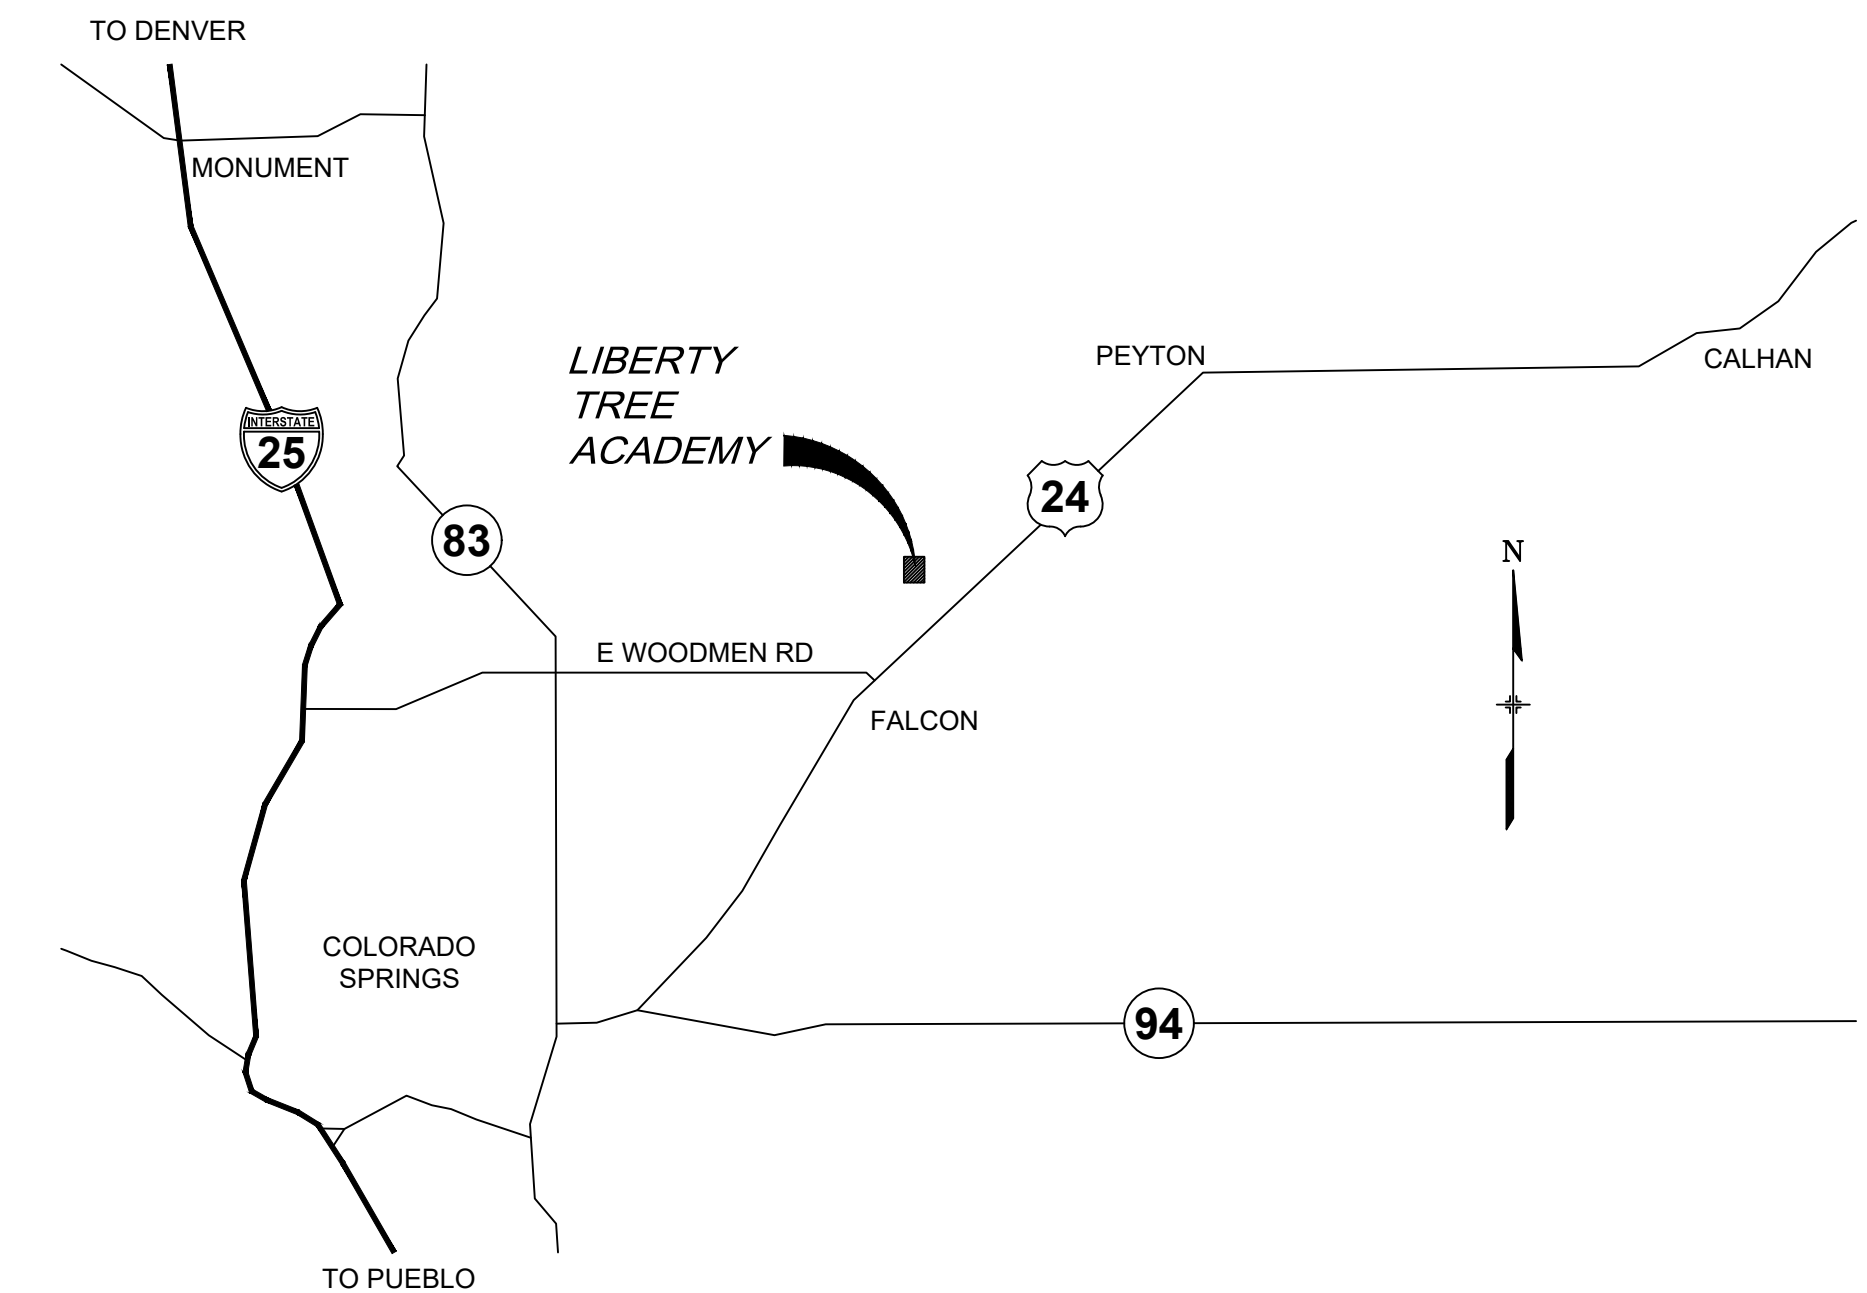 TO DENVER
MONUMENT
LIBERTY
TREE
ACADEMY
PEYTON
CALHAN
INTERSTATE
25
24
83
N
E WOODMEN RD
FALCON
COLORADO
SPRINGS
94
TO PUEBLO